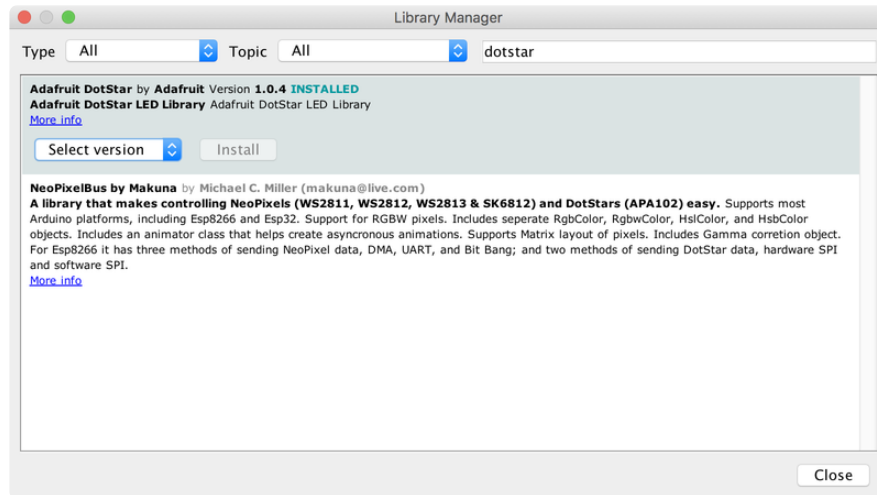 Library Manager
Type All Topic All dotstar
Adafruit DotStar by Adafruit Version 1.0.4 INSTALLED
Adafruit DotStar LED Library Adafruit DotStar LED Library
More info
Select version Install
NeoPixelBus by Makuna by Michael C. Miller (makuna@live.com)
A library that makes controlling NeoPixels (WS2811, WS2812, WS2813 & SK6812) and DotStars (APA102) easy. Supports most
Arduino platforms, including Esp8266 and Esp32. Support for RGBW pixels. Includes seperate RgbColor, RgbwColor, HslColor, and HsbColor
objects. Includes an animator class that helps create asyncronous animations. Supports Matrix layout of pixels. Includes Gamma corretion object.
For Esp8266 it has three methods of sending NeoPixel data, DMA, UART, and Bit Bang; and two methods of sending DotStar data, hardware SPI
and software SPI.
More info
Close